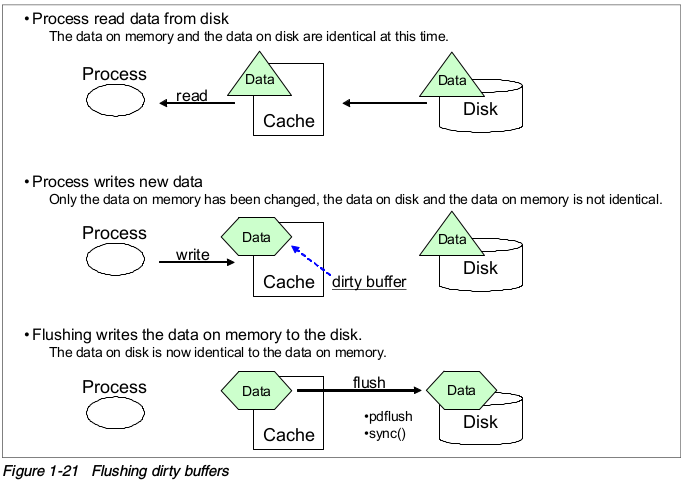 •Process read data from disk
The data on memory and the data on disk are identical at this time.
Process
Data
Data
read
Cache
Disk
•Process writes new data
Only the data on memory has been changed, the data on disk and the data on memory is not identical.
Process
Data
Data
write
Cache
dirty buffer
Disk
•Flushing writes the data on memory to the disk.
The data on disk is now identical to the data on memory.
Process
Data
flush
Data
•pdflush
•sync()
Cache
Disk
Figure 1-21 Flushing dirty buffers